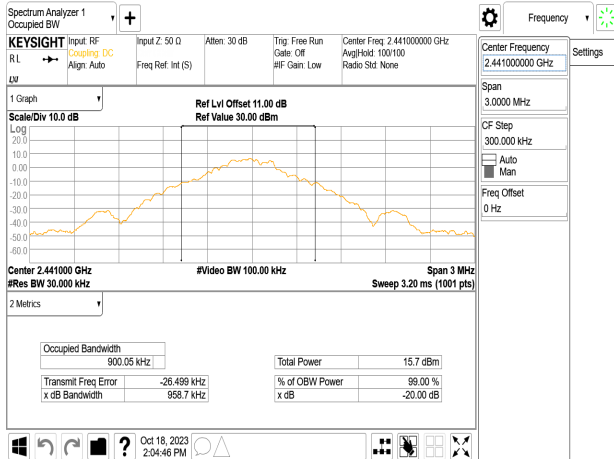 Spectrum Analyzer 1
Occupied BW
+
Frequency
KEYSIGHT
Input: RF
Coupling: DC
Align: Auto
Input Z: 50 Ω
Freq Ref: Int (S)
Atten: 30 dB
Trig: Free Run
Gate: Off
#IF Gain: Low
Center Freq: 2.441000000 GHz
Avg|Hold: 100/100
Radio Std: None
R L
LXI
Center Frequency
2.441000000 GHz
Settings
Span
3.0000 MHz
CF Step
300.000 kHz
Auto
Man
Freq Offset
0 Hz
1 Graph
Scale/Div 10.0 dB
Ref Lvl Offset 11.00 dB
Ref Value 30.00 dBm
Log
20.0
10.0
0.00
-10.0
-20.0
-30.0
-40.0
-50.0
-60.0
Center 2.441000 GHz
#Video BW 100.00 kHz
Span 3 MHz
#Res BW 30.000 kHz
Sweep 3.20 ms (1001 pts)
2 Metrics
Occupied Bandwidth
900.05 kHz
Total Power 15.7 dBm
Transmit Freq Error -26.499 kHz
% of OBW Power 99.00 %
x dB Bandwidth 958.7 kHz
x dB -20.00 dB
?
Oct 18, 2023
2:04:46 PM